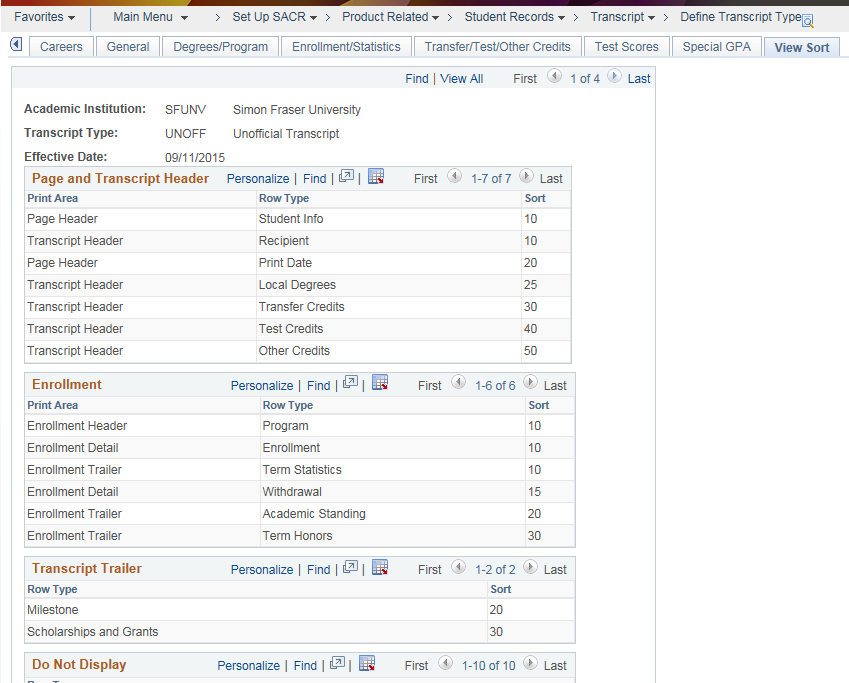 Favorites Main Menu > Set Up SACR > Product Related > Student Records > Transcript > Define Transcript Type
Careers General Degrees/Program Enrollment/Statistics Transfer/Test/Other Credits Test Scores Special GPA View Sort
Find | View All First 1 of 4 Last
Academic Institution: SFUNV Simon Fraser University
Transcript Type: UNOFF Unofficial Transcript
Effective Date: 09/11/2015
Page and Transcript Header Personalize | Find | | First 1-7 of 7 Last
Print Area Row Type Sort
Page Header Student Info 10
Transcript Header Recipient 10
Page Header Print Date 20
Transcript Header Local Degrees 25
Transcript Header Transfer Credits 30
Transcript Header Test Credits 40
Transcript Header Other Credits 50
Enrollment Personalize | Find | | First 1-6 of 6 Last
Print Area Row Type Sort
Enrollment Header Program 10
Enrollment Detail Enrollment 10
Enrollment Trailer Term Statistics 10
Enrollment Detail Withdrawal 15
Enrollment Trailer Academic Standing 20
Enrollment Trailer Term Honors 30
Transcript Trailer Personalize | Find | | First 1-2 of 2 Last
Row Type Sort
Milestone 20
Scholarships and Grants 30
Do Not Display Personalize | Find | | First 1-10 of 10 Last